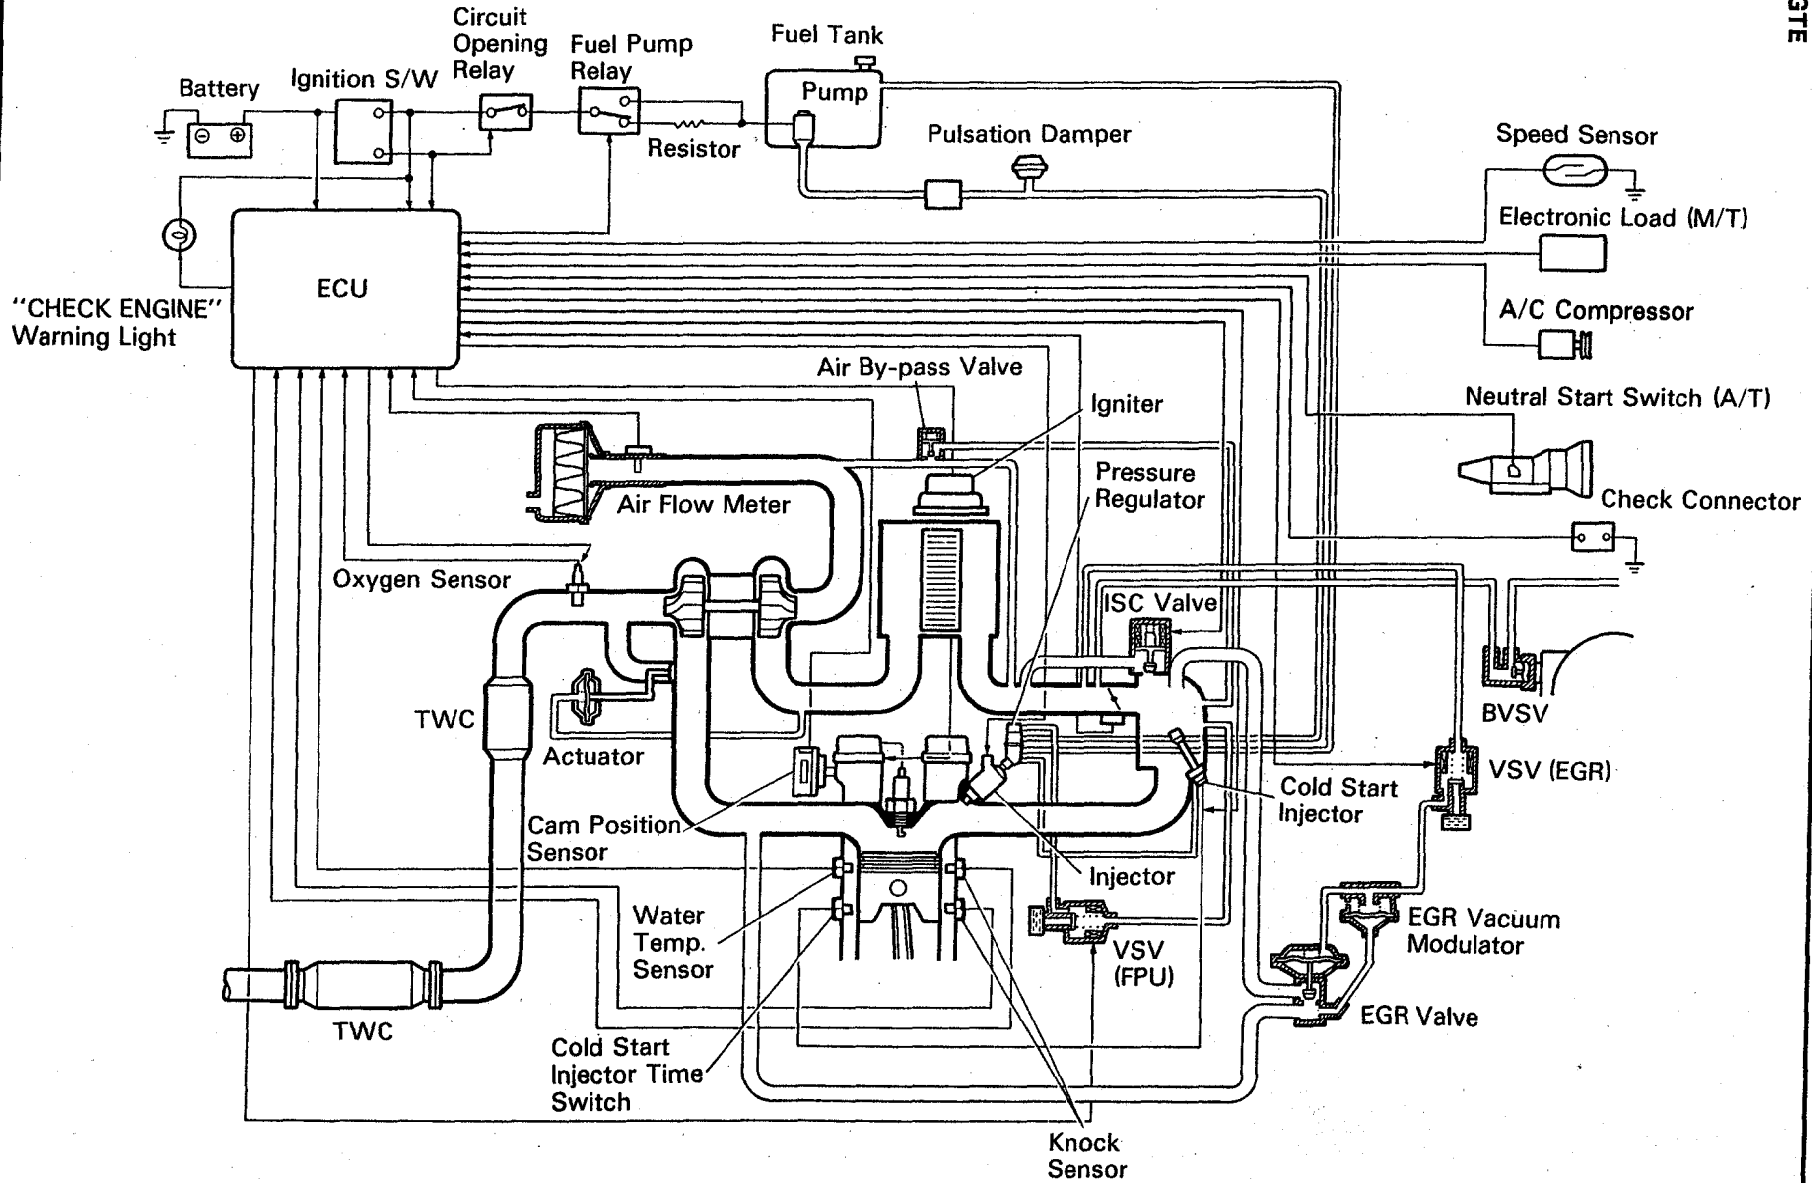 GTE
Circuit
Opening
Relay
Fuel Pump
Relay
Fuel Tank
Battery
Ignition S/W
Pump
Resistor
Pulsation Damper
Speed Sensor
Electronic Load (M/T)
ECU
"CHECK ENGINE"
Warning Light
A/C Compressor
Air By-pass Valve
Igniter
Neutral Start Switch (A/T)
Pressure
Regulator
Air Flow Meter
Check Connector
Oxygen Sensor
ISC Valve
TWC
Actuator
BVSV
VSV (EGR)
Cold Start
Injector
Cam Position
Sensor
Injector
Water
Temp.
Sensor
VSV
(FPU)
EGR Vacuum
Modulator
EGR Valve
TWC
Cold Start
Injector Time
Switch
Knock
Sensor